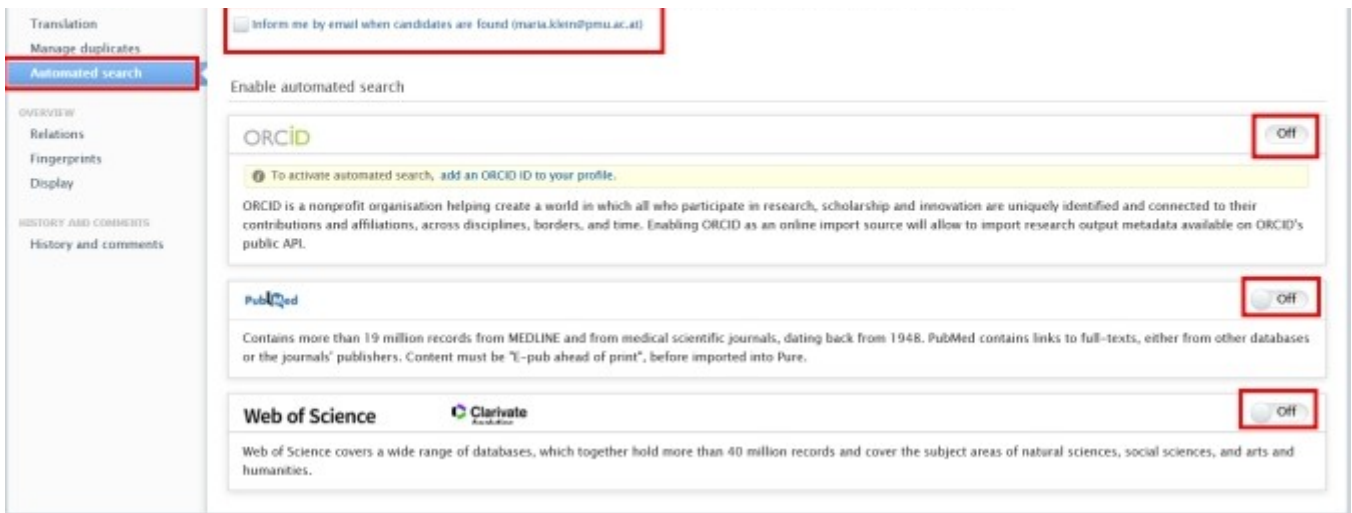 Translation
Manage duplicates
Automated search
OVERVIEW
Relations
Fingerprints
Display
HISTORY AND COMMENTS
History and comments
Inform me by email when candidates are found (maria.klein@pmu.ac.at)
Enable automated search
ORCiD
Off
To activate automated search, add an ORCID ID to your profile.
ORCID is a nonprofit organisation helping create a world in which all who participate in research, scholarship and innovation are uniquely identified and connected to their
contributions and affiliations, across disciplines, borders, and time. Enabling ORCID as an online import source will allow to import research output metadata available on ORCID's
public API.
PubMed
Off
Contains more than 19 million records from MEDLINE and from medical scientific journals, dating back from 1948. PubMed contains links to full-texts, either from other databases
or the journals' publishers. Content must be "E-pub ahead of print", before imported into Pure.
Web of Science
Clarivate
Off
Web of Science covers a wide range of databases, which together hold more than 40 million records and cover the subject areas of natural sciences, social sciences, and arts and
humanities.